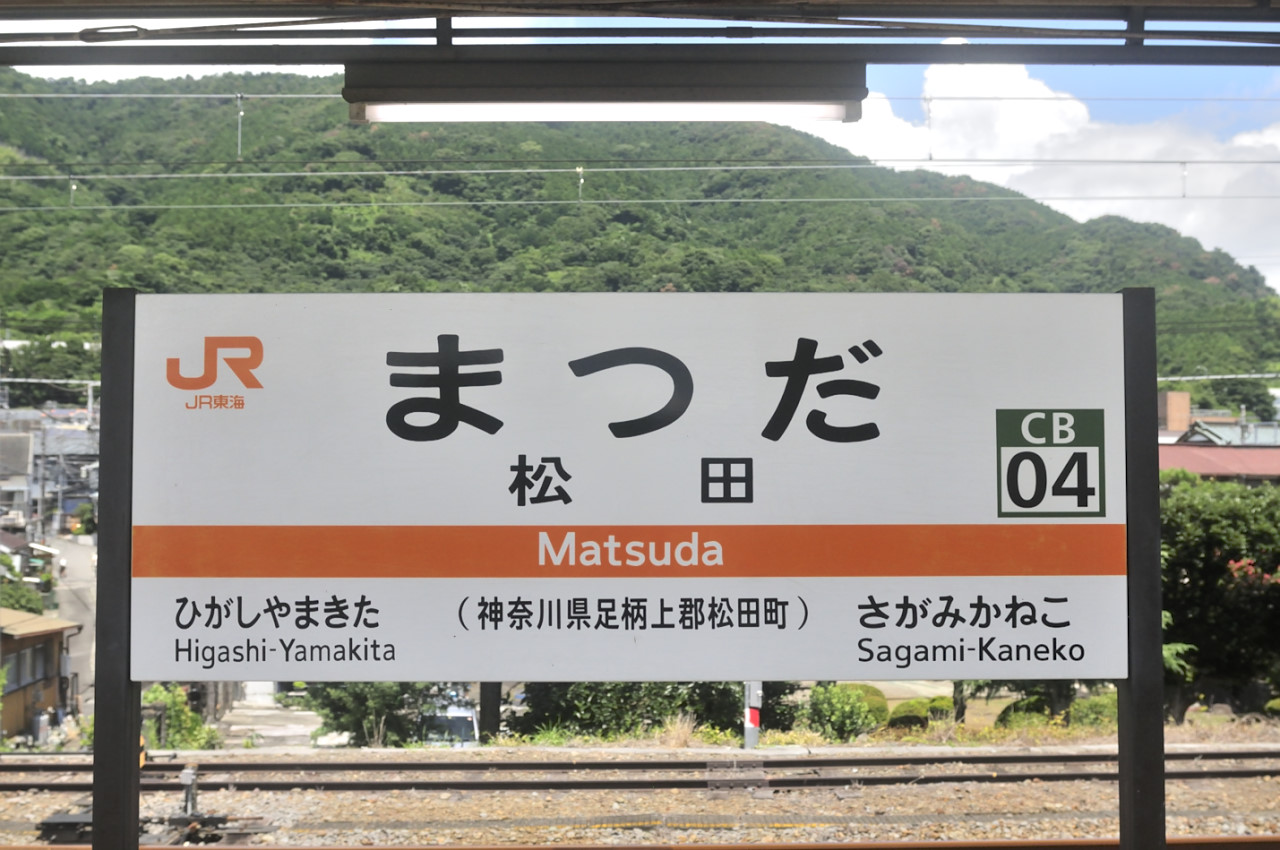 JR
JR東海
まつだ
松田
CB
04
Matsuda
ひがしやまきた
Higashi-Yamakita
(神奈川県足柄上郡松田町)
さがみかねこ
Sagami-Kaneko